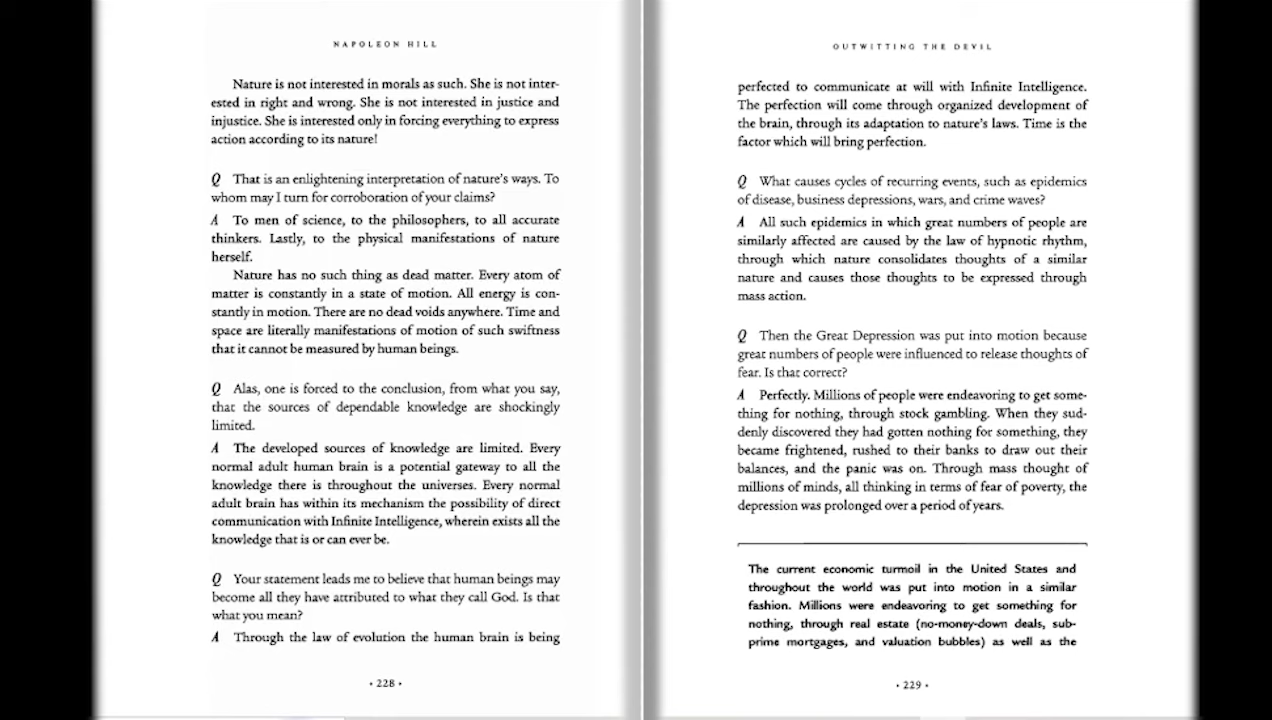 NAPOLEON HILL
Nature is not interested in morals as such. She is not inter-
ested in right and wrong. She is not interested in justice and
injustice. She is interested only in forcing everything to express
action according to its nature!
Q That is an enlightening interpretation of nature's ways. To
whom may I turn for corroboration of your claims?
A To men of science, to the philosophers, to all accurate
thinkers. Lastly, to the physical manifestations of nature
herself.
Nature has no such thing as dead matter. Every atom of
matter is constantly in a state of motion. All energy is con-
stantly in motion. There are no dead voids anywhere. Time and
space are literally manifestations of motion of such swiftness
that it cannot be measured by human beings.
Q Alas, one is forced to the conclusion, from what you say,
that the sources of dependable knowledge are shockingly
limited.
A The developed sources of knowledge are limited. Every
normal adult human brain is a potential gateway to all the
knowledge there is throughout the universes. Every normal
adult brain has within its mechanism the possibility of direct
communication with Infinite Intelligence, wherein exists all the
knowledge that is or can ever be.
Q Your statement leads me to believe that human beings may
become all they have attributed to what they call God. Is that
what you mean?
A Through the law of evolution the human brain is being
• 228 •
OUTWITTING THE DEVIL
perfected to communicate at will with Infinite Intelligence.
The perfection will come through organized development of
the brain, through its adaptation to nature's laws. Time is the
factor which will bring perfection.
Q What causes cycles of recurring events, such as epidemics
of disease, business depressions, wars, and crime waves?
A All such epidemics in which great numbers of people are
similarly affected are caused by the law of hypnotic rhythm,
through which nature consolidates thoughts of a similar
nature and causes those thoughts to be expressed through
mass action.
Q Then the Great Depression was put into motion because
great numbers of people were influenced to release thoughts of
fear. Is that correct?
A Perfectly. Millions of people were endeavoring to get some-
thing for nothing, through stock gambling. When they sud-
denly discovered they had gotten nothing for something, they
became frightened, rushed to their banks to draw out their
balances, and the panic was on. Through mass thought of
millions of minds, all thinking in terms of fear of poverty, the
depression was prolonged over a period of years.
The current economic turmoil in the United States and
throughout the world was put into motion in a similar
fashion. Millions were endeavoring to get something for
nothing, through real estate (no-money-down deals, sub-
prime mortgages, and valuation bubbles) as well as the
• 229 •